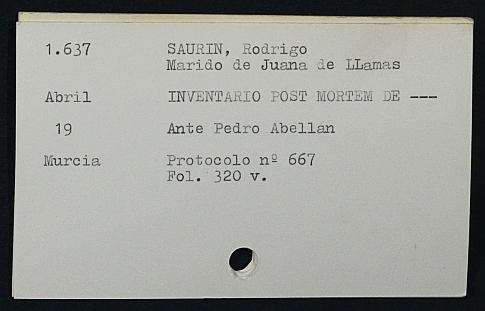 1.637 SAURIN, Rodrigo
Marido de Juana de LLamas
Abril INVENTARIO POST MORTEM DE ---
19 Ante Pedro Abellan
Murcia Protocolo nº 667
Fol. 320 v.